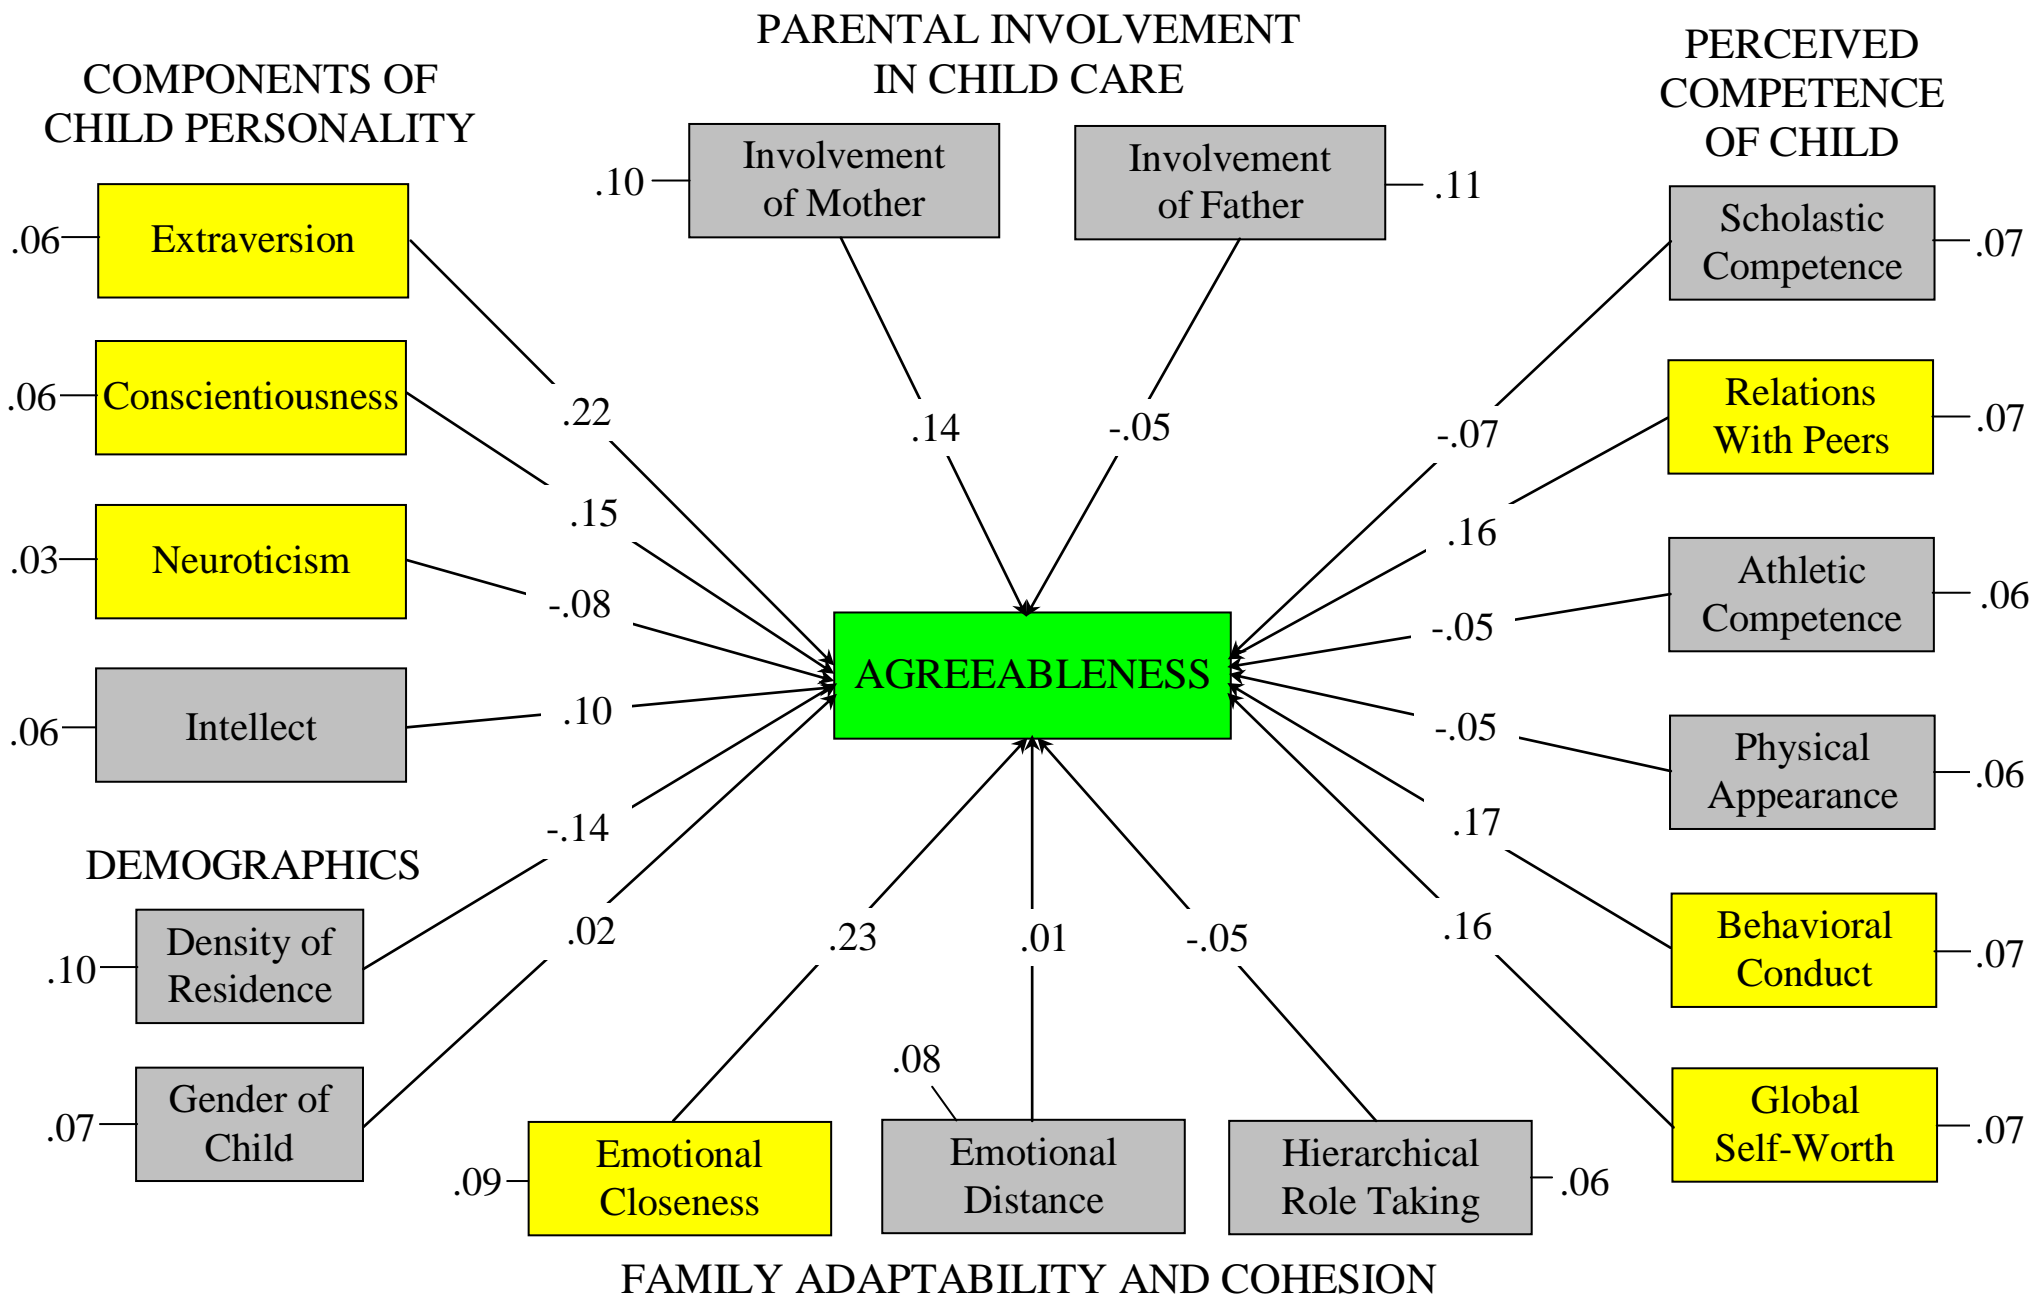 PARENTAL INVOLVEMENT
IN CHILD CARE
COMPONENTS OF
CHILD PERSONALITY
PERCEIVED
COMPETENCE
OF CHILD
.06
Extraversion
.22
.06
Conscientiousness
.15
.03
Neuroticism
-.08
.06
Intellect
.10
DEMOGRAPHICS
.10
Density of
Residence
-.14
.07
Gender of
Child
.02
.10
Involvement
of Mother
.14
Involvement
of Father
.11
-.05
AGREEABLENESS
Scholastic
Competence
.07
-.07
Relations
With Peers
.07
.16
Athletic
Competence
.06
-.05
Physical
Appearance
.06
-.05
Behavioral
Conduct
.07
.17
Global
Self-Worth
.07
.16
.23
.01
-.05
.09
Emotional
Closeness
.08
Emotional
Distance
Hierarchical
Role Taking
.06
FAMILY ADAPTABILITY AND COHESION